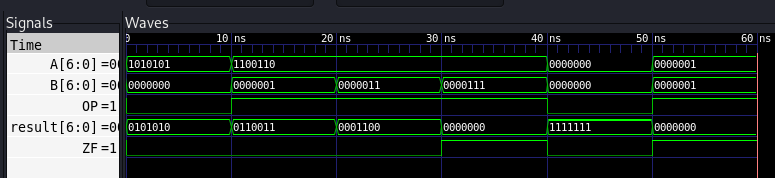 Signals Waves
Time 0 10 ns 20 ns 30 ns 40 ns 50 ns 60 ns
A[6:0] =00 1010101 1100110 0000000 0000001
B[6:0] =00 0000000 0000001 0000011 0000111 0000000 0000001
OP =1
result[6:0] =00 0101010 0110011 0001100 0000000 1111111 0000000
ZF =1